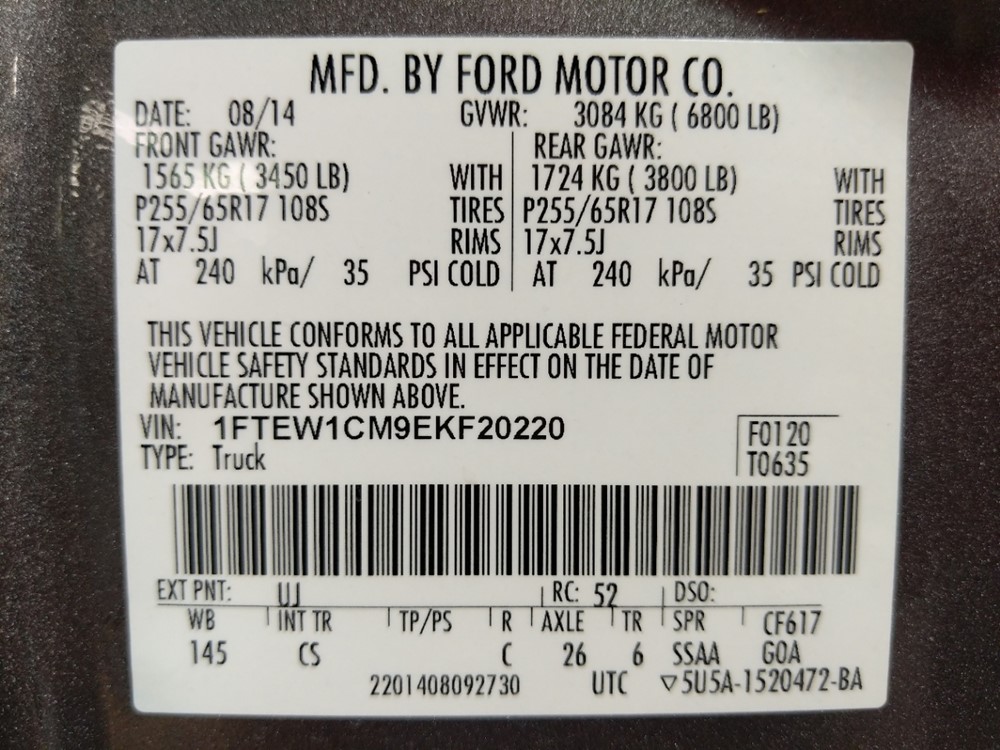 MFD. BY FORD MOTOR CO.
DATE: 08/14 GVWR: 3084 KG ( 6800 LB)
FRONT GAWR: REAR GAWR:
1565 KG ( 3450 LB) WITH 1724 KG ( 3800 LB) WITH
P255/65R17 108S TIRES P255/65R17 108S TIRES
17x7.5J RIMS 17x7.5J RIMS
AT 240 kPa/ 35 PSI COLD AT 240 kPa/ 35 PSI COLD
THIS VEHICLE CONFORMS TO ALL APPLICABLE FEDERAL MOTOR
VEHICLE SAFETY STANDARDS IN EFFECT ON THE DATE OF
MANUFACTURE SHOWN ABOVE.
VIN: 1FTEW1CM9EKF20220 F0120
TYPE: Truck T0635
EXT PNT: UJ RC: 52 DSO:
WB INT TR TP/PS R AXLE TR SPR CF617
145 CS C 26 6 SSAA GOA
2201408092730 UTC ▽5U5A-1520472-BA